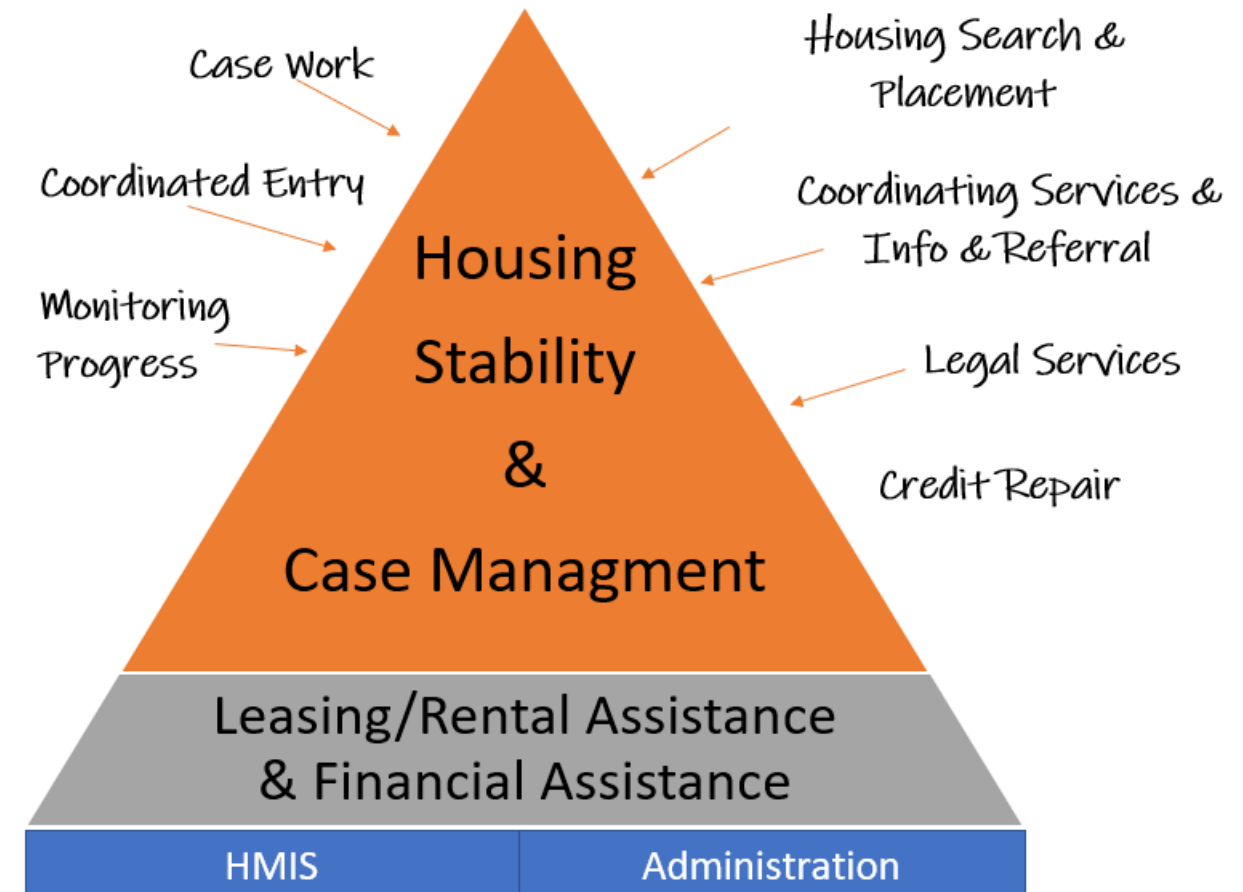 Case Work
Coordinated Entry
Monitoring
Progress
Housing Search &
Placement
Coordinating Services &
Info & Referral
Legal Services
Credit Repair
Housing
Stability
&
Case Managment
Leasing/Rental Assistance
& Financial Assistance
HMIS
Administration